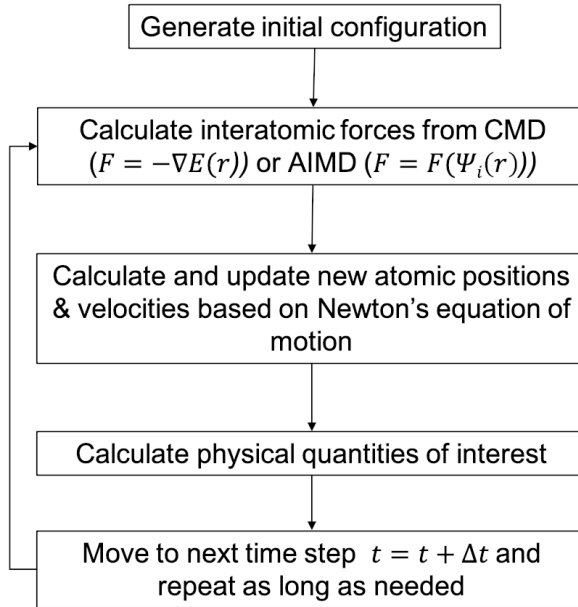 Generate initial configuration
Calculate interatomic forces from CMD
(F = −∇E(r)) or AIMD (F = F(Ψᵢ(r)))
Calculate and update new atomic positions
& velocities based on Newton’s equation of
motion
Calculate physical quantities of interest
Move to next time step t = t + Δt and
repeat as long as needed